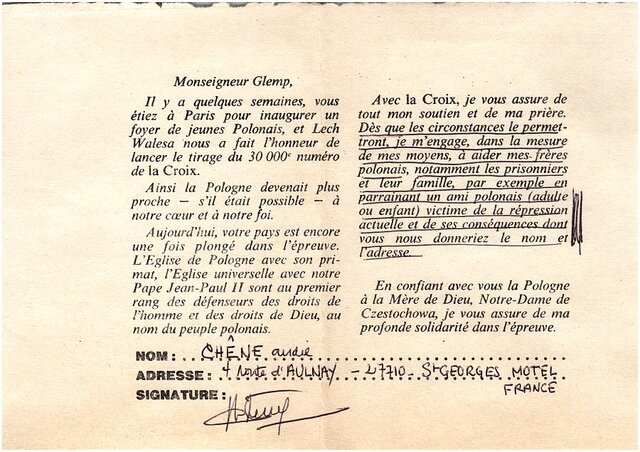 Monseigneur Glemp,
Il y a quelques semaines, vous
étiez à Paris pour inaugurer un
foyer de jeunes Polonais, et Lech
Walesa nous a fait l'honneur de
lancer le tirage du 30 000e numéro
de la Croix.
Ainsi la Pologne devenait plus
proche – s'il était possible – à
notre cœur et à notre foi.
Aujourd'hui, votre pays est encore
une fois plongé dans l'épreuve.
L'Eglise de Pologne avec son pri-
mat, l'Eglise universelle avec notre
Pape Jean-Paul II sont au premier
rang des défenseurs des droits de
l'homme et des droits de Dieu, au
nom du peuple polonais.
Avec la Croix, je vous assure de
tout mon soutien et de ma prière.
Dès que les circonstances le permet-
tront, je m'engage, dans la mesure
de mes moyens, à aider mes frères
polonais, notamment les prisonniers
et leur famille, par exemple en
parrainant un ami polonais (adulte
ou enfant) victime de la répression
actuelle et de ses conséquences dont
vous nous donneriez le nom et
l'adresse.
En confiant avec vous la Pologne
à la Mère de Dieu, Notre-Dame de
Czestochowa, je vous assure de ma
profonde solidarité dans l'épreuve.
NOM : CHÊNE andré
ADRESSE : 4 Route d'AULNAY – 27710 St GEORGES MOTEL
FRANCE
SIGNATURE :